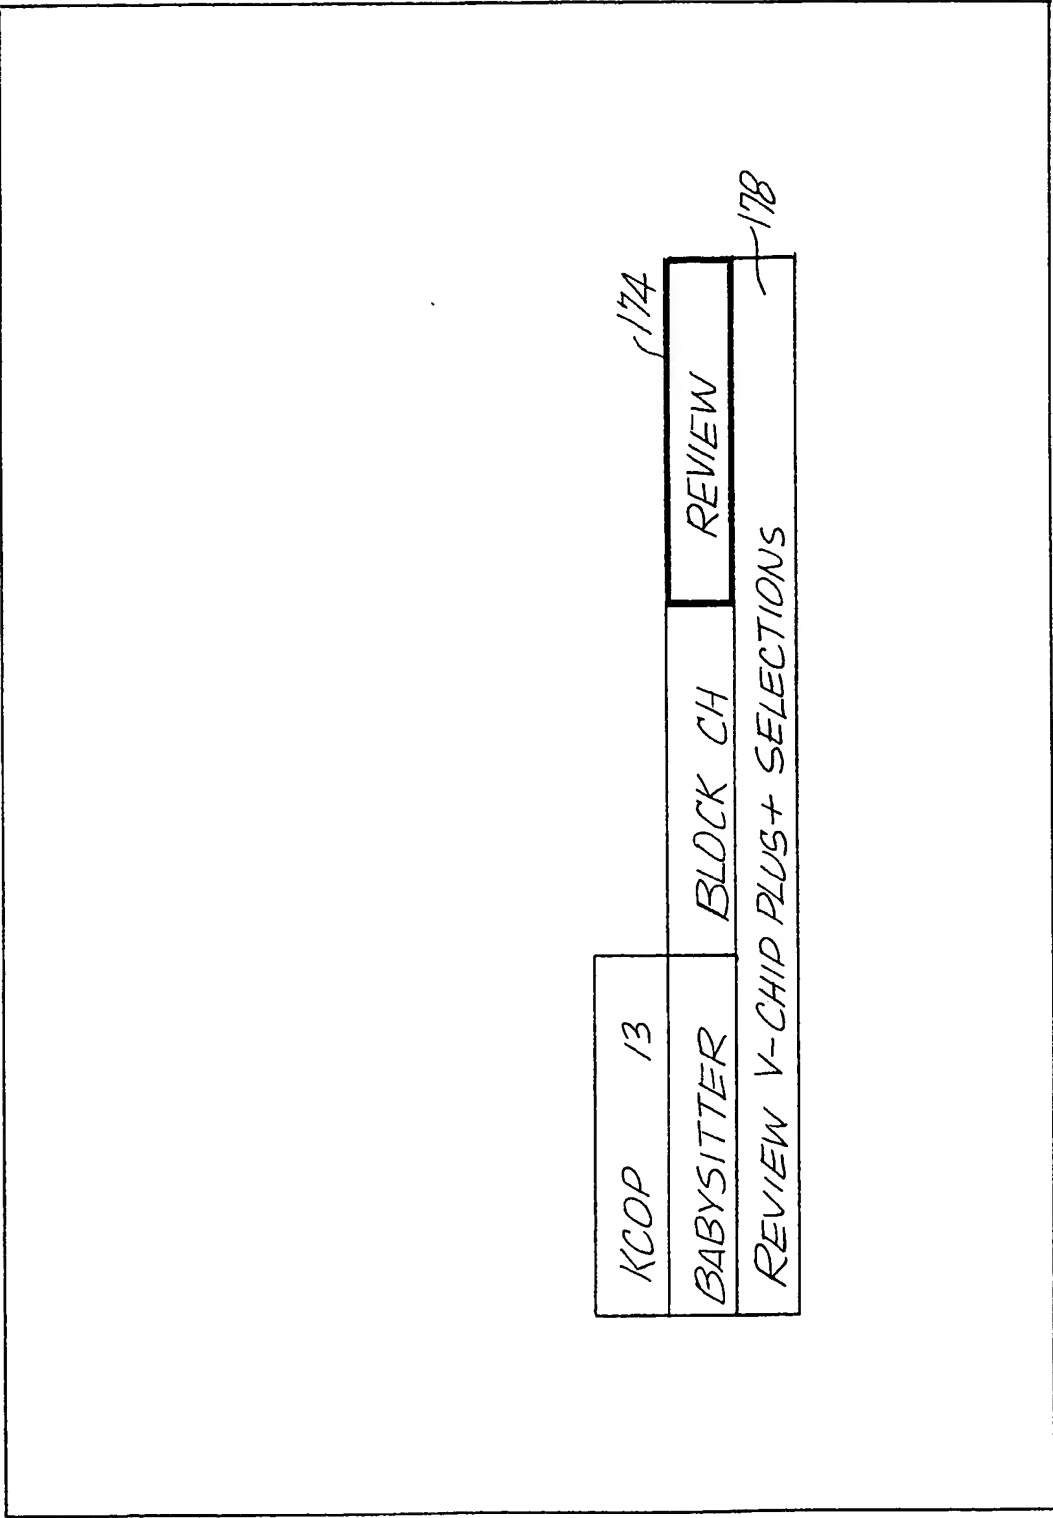 KCOP 13
174
BABYSITTER BLOCK CH REVIEW
REVIEW V-CHIP PLUS+ SELECTIONS
178